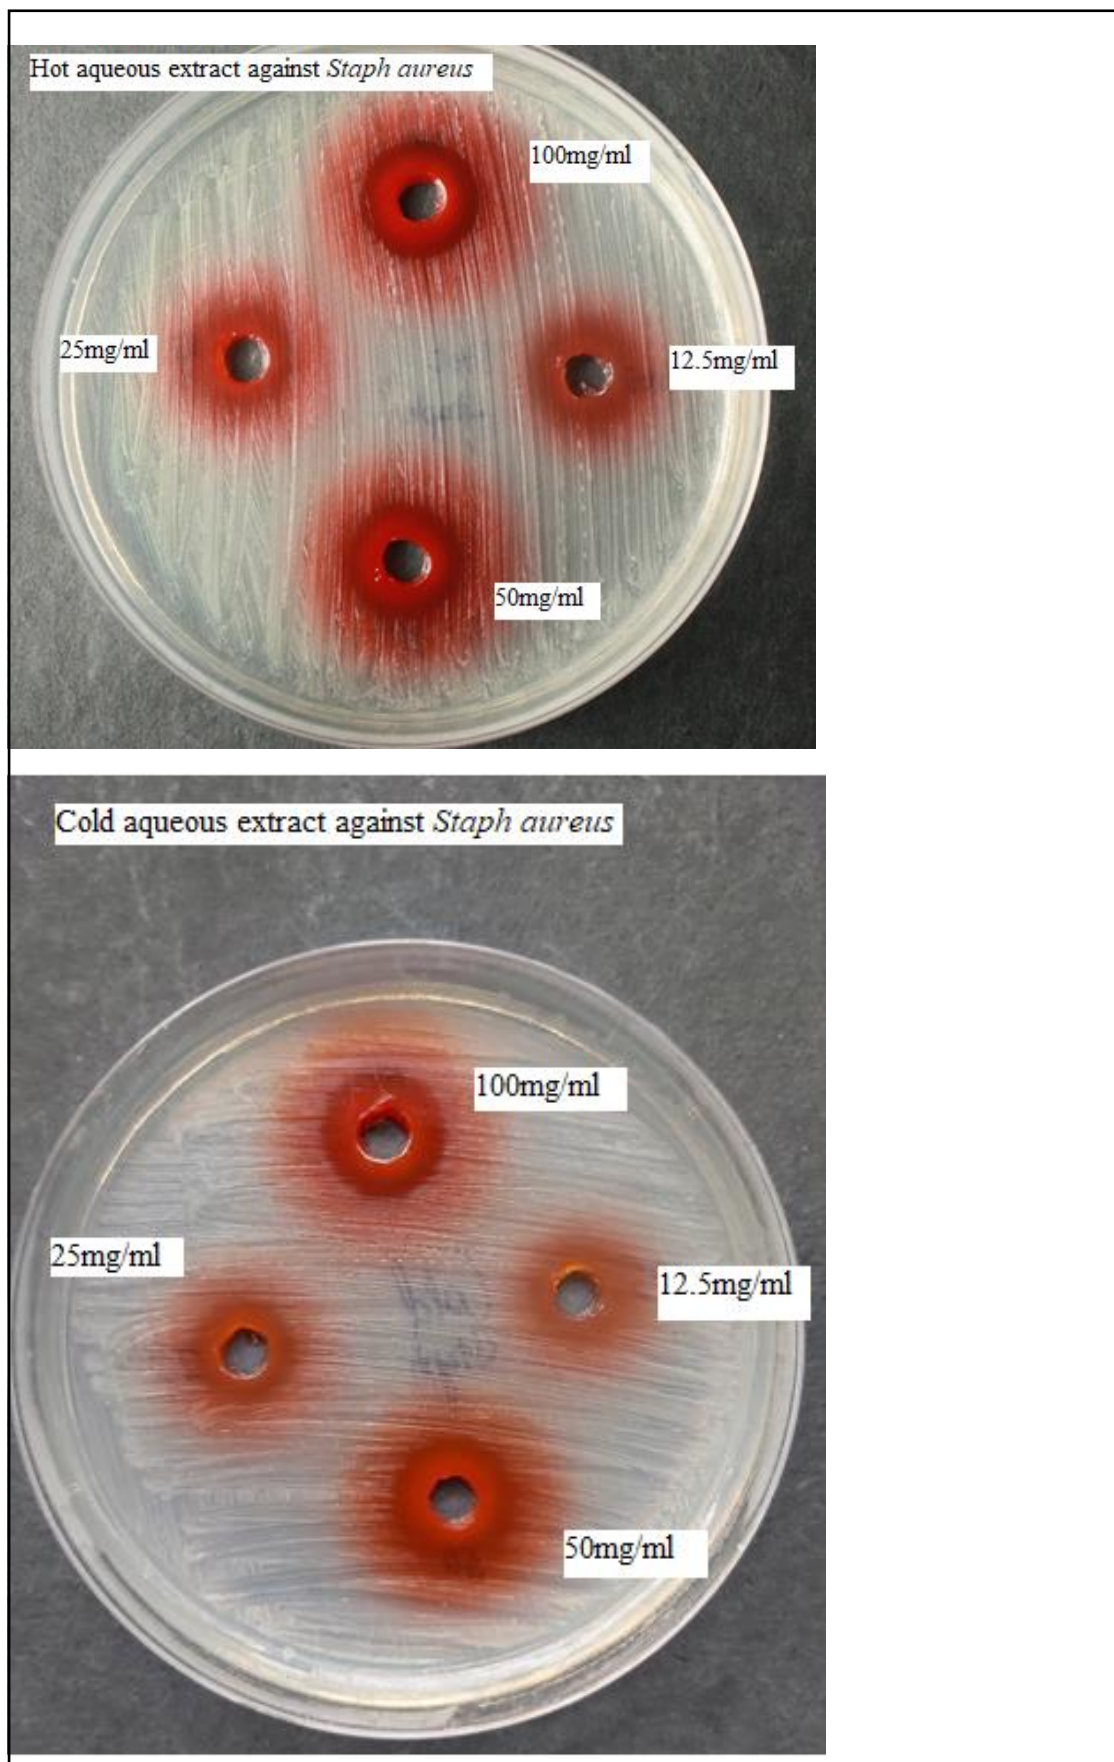 Hot aqueous extract against Staph aureus
100mg/ml
25mg/ml
12.5mg/ml
50mg/ml
Cold aqueous extract against Staph aureus
100mg/ml
25mg/ml
12.5mg/ml
50mg/ml